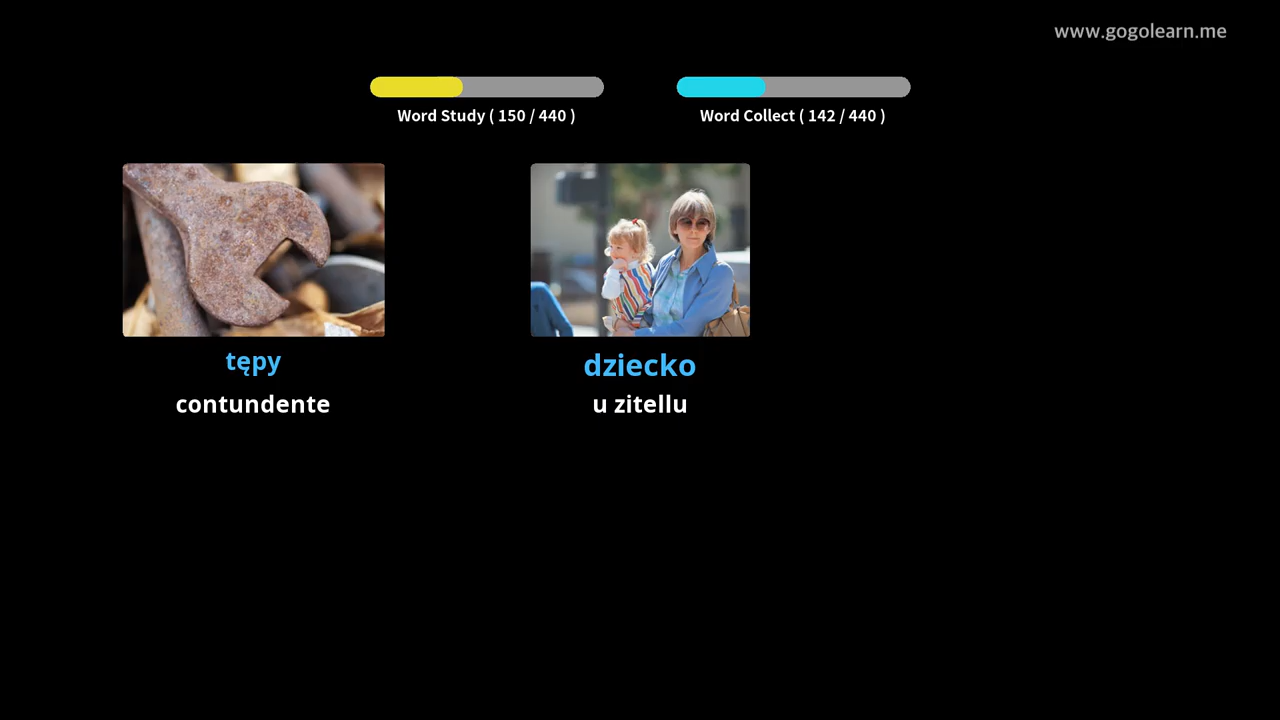 www.gogolearn.me
Word Study ( 150 / 440 )
Word Collect ( 142 / 440 )
tępy
contundente
dziecko
u zitellu